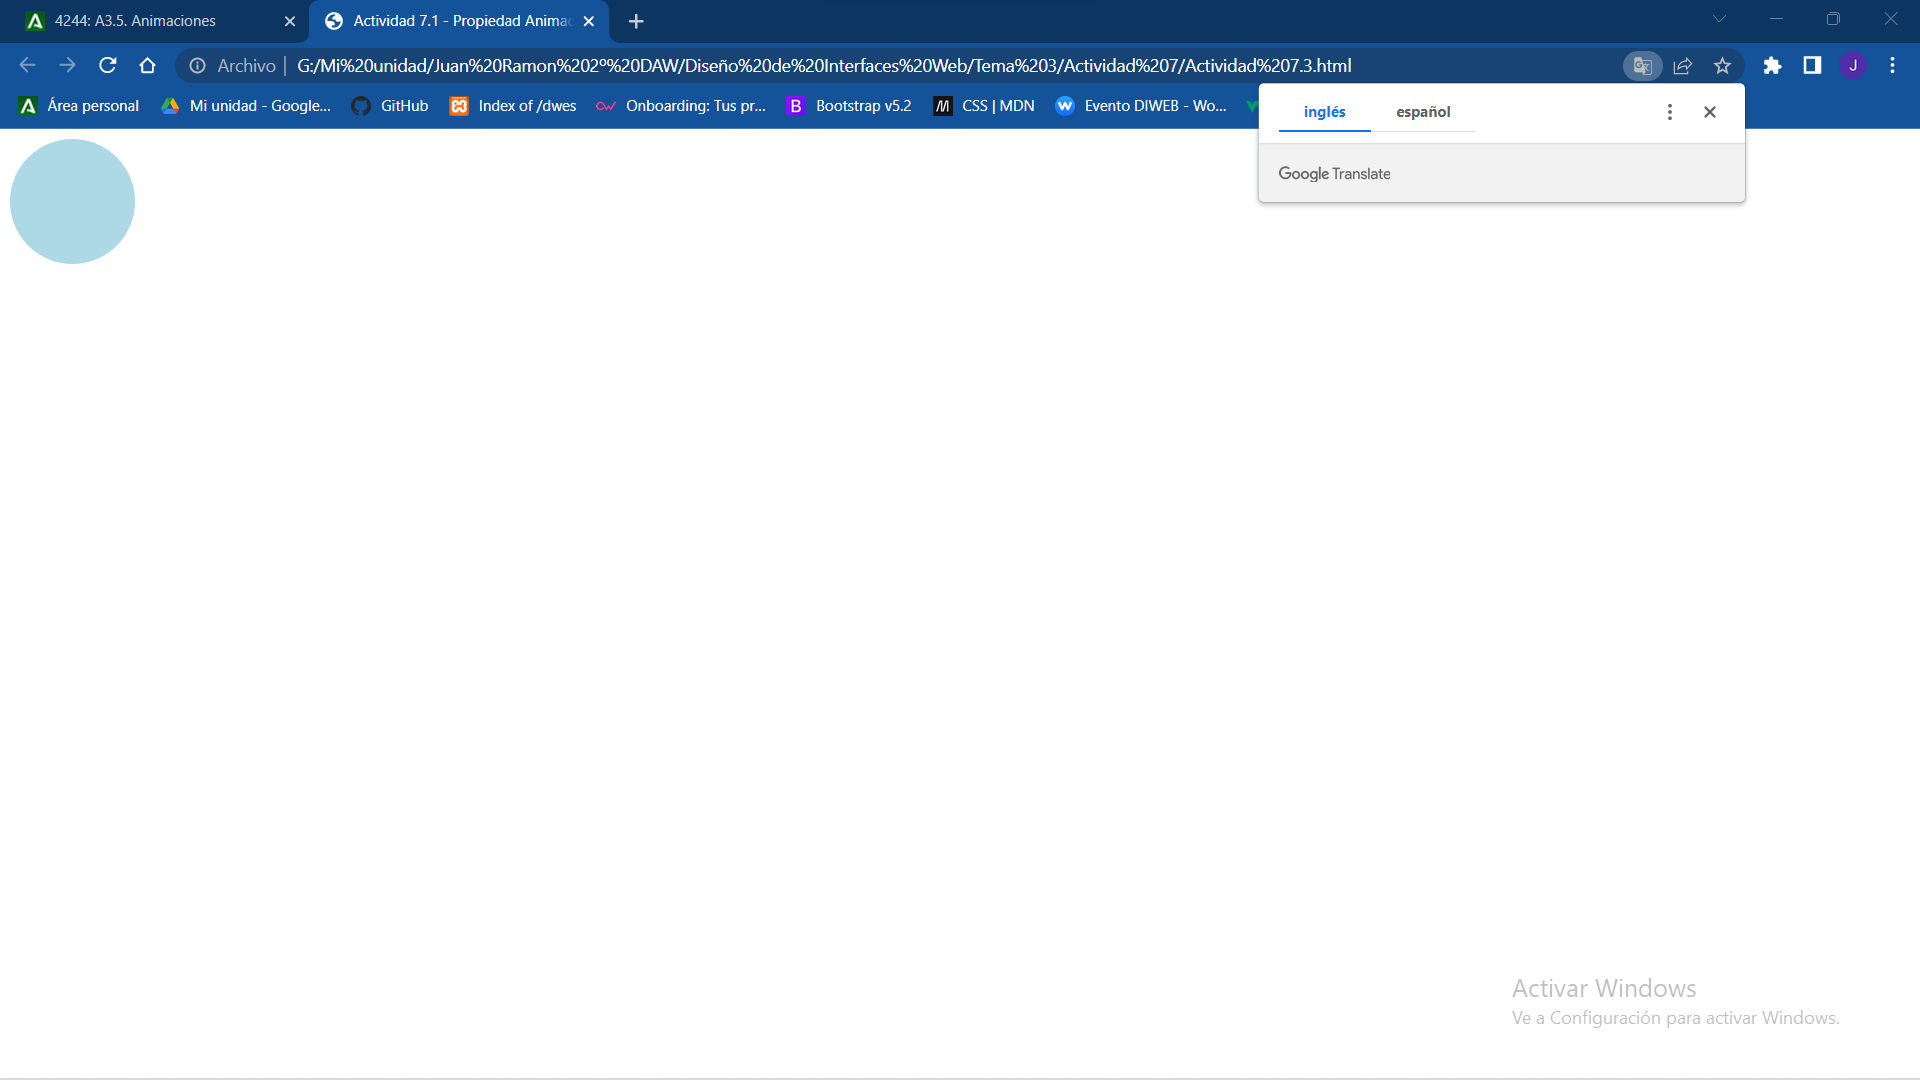 4244: A3.5. Animaciones
Actividad 7.1 - Propiedad Anima
Archivo | G:/Mi%20unidad/Juan%20Ramon%202º%20DAW/Diseño%20de%20Interfaces%20Web/Tema%203/Actividad%207/Actividad%207.3.html
J
Área personal
Mi unidad - Google...
GitHub
Index of /dwes
Onboarding: Tus pr...
B Bootstrap v5.2
CSS | MDN
Evento DIWEB - Wo...
inglés
español
Google Translate
Activar Windows
Ve a Configuración para activar Windows.